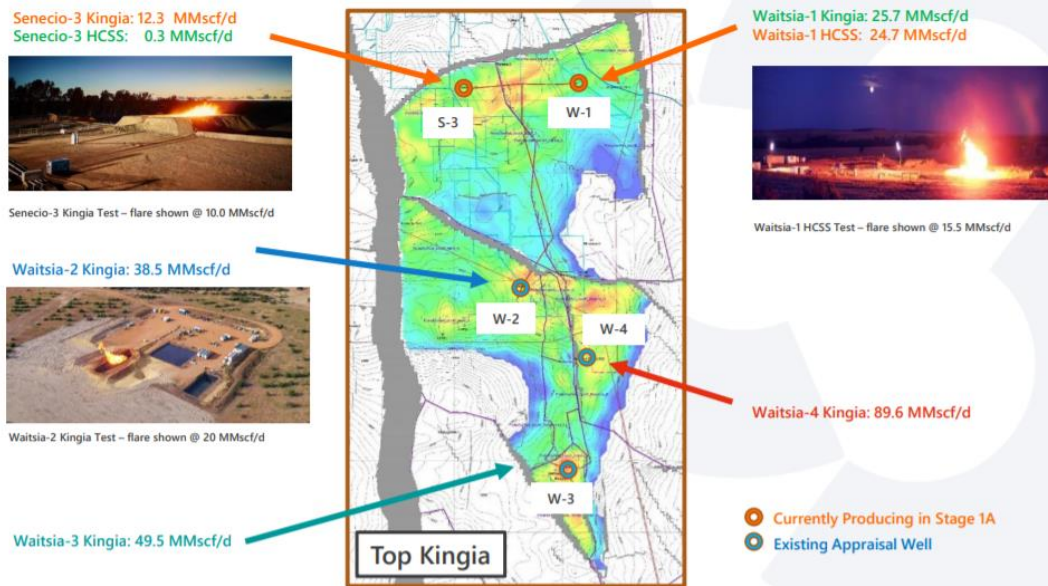 Senecio-3 Kingia: 12.3 MMscf/d
Senecio-3 HCSS: 0.3 MMscf/d
Waitsia-1 Kingia: 25.7 MMscf/d
Waitsia-1 HCSS: 24.7 MMscf/d
S-3
W-1
Senecio-3 Kingia Test – flare shown @ 10.0 MMscf/d
Waitsia-1 HCSS Test – flare shown @ 15.5 MMscf/d
Waitsia-2 Kingia: 38.5 MMscf/d
W-2
W-4
Waitsia-4 Kingia: 89.6 MMscf/d
Waitsia-2 Kingia Test – flare shown @ 20 MMscf/d
W-3
Waitsia-3 Kingia: 49.5 MMscf/d
Top Kingia
Currently Producing in Stage 1A
Existing Appraisal Well